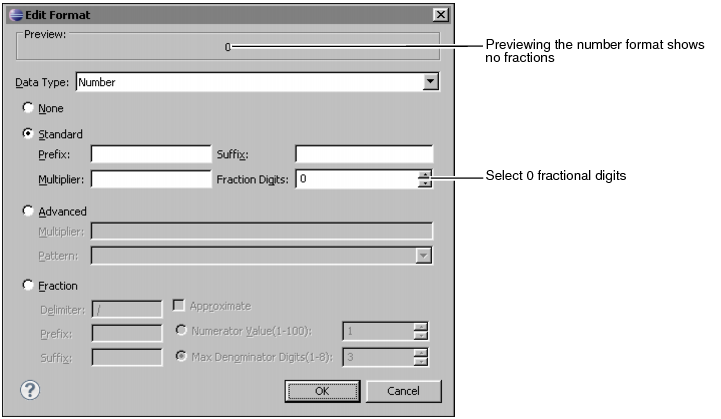 Edit Format
Preview:
0
Previewing the number format shows
no fractions
Data Type: Number
None
Standard
Prefix: Suffix:
Multiplier: Fraction Digits: 0
Select 0 fractional digits
Advanced
Multiplier:
Pattern:
Fraction
Delimiter: / Approximate
Prefix: Numerator Value(1-100): 1
Suffix: Max Denominator Digits(1-8): 3
? OK Cancel